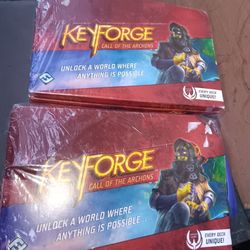 KEYFORGE
CALL OF THE ARCHONS
UNLOCK A WORLD WHERE
ANYTHING IS POSSIBLE
EVERY DECK
UNIQUE!
KEYFORGE
CALL OF THE ARCHONS
UNLOCK A WORLD WHERE
ANYTHING IS POSSIBLE...
EVERY DECK
UNIQUE!